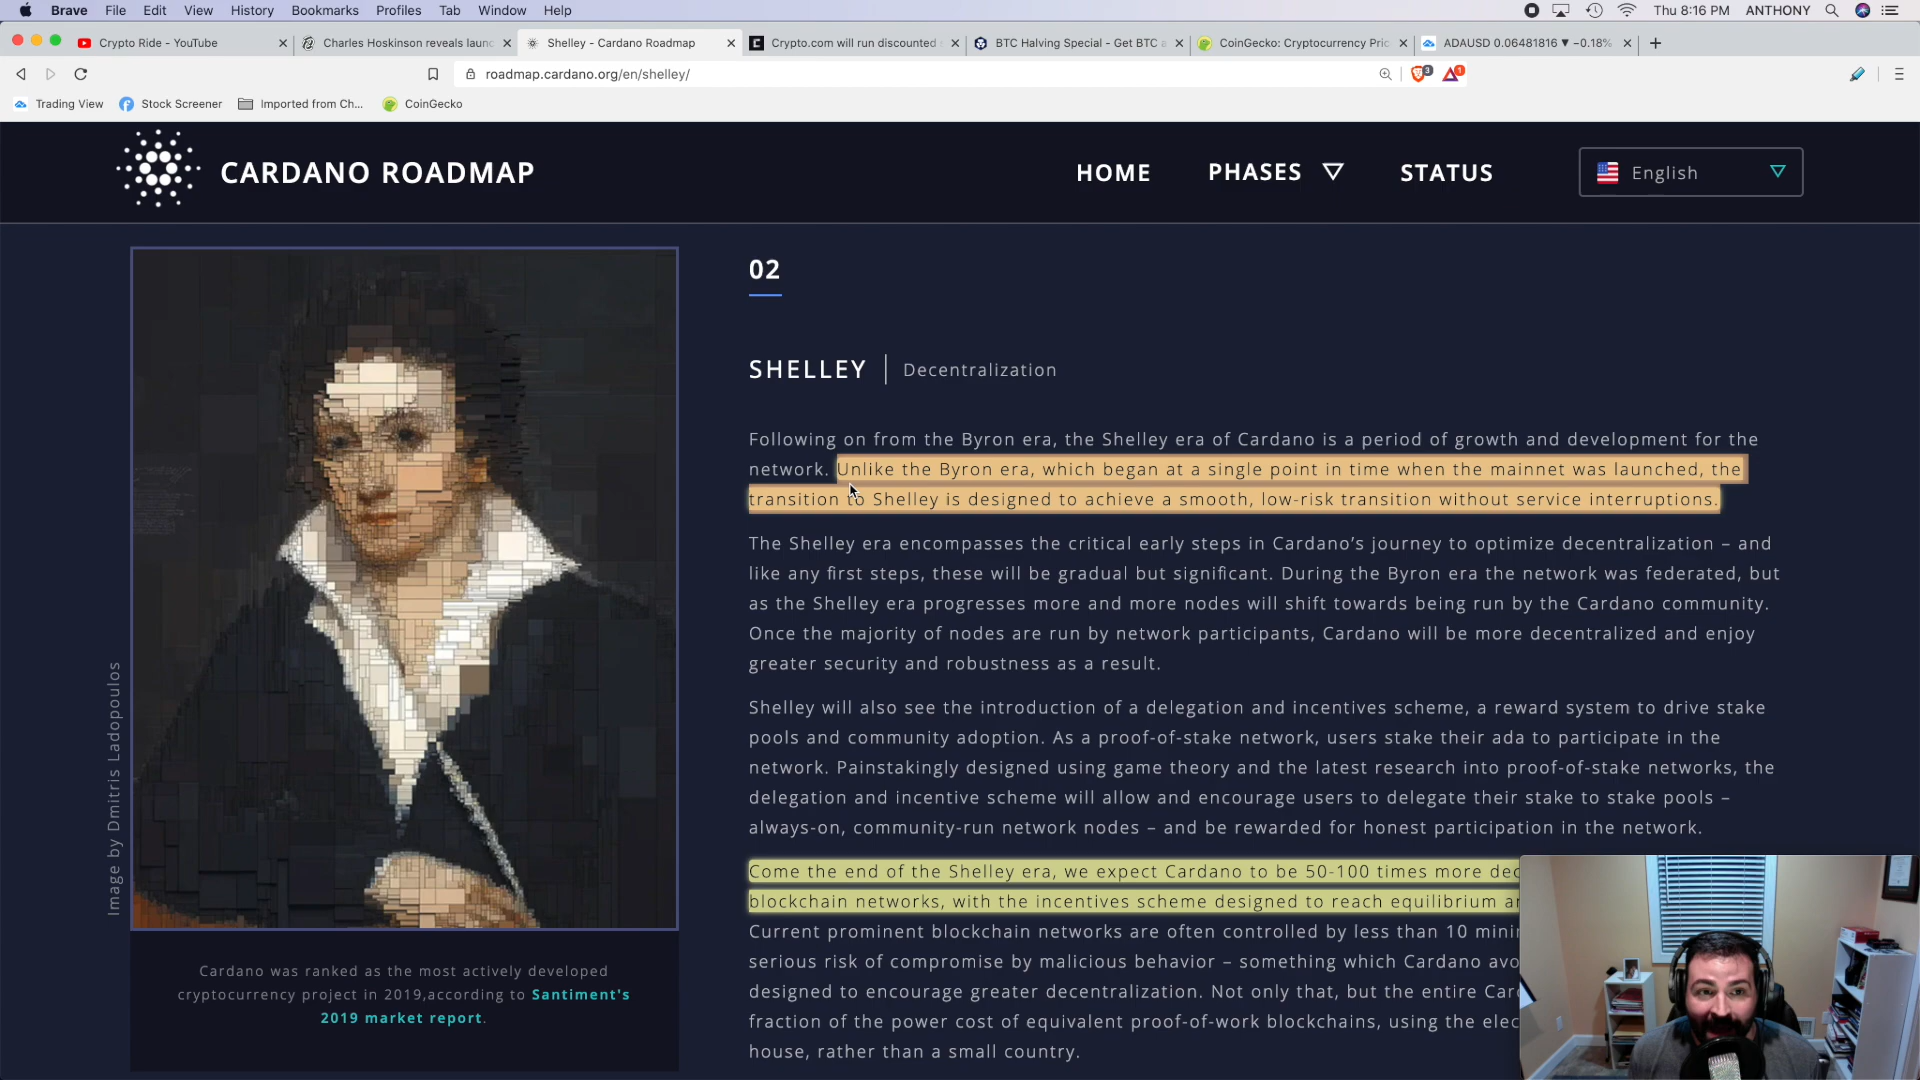 Brave File Edit View History Bookmarks Profiles Tab Window Help Thu 8:16 PM ANTHONY
Crypto Ride - YouTube Charles Hoskinson reveals laun Shelley - Cardano Roadmap Crypto.com will run discounted BTC Halving Special - Get BTC CoinGecko: Cryptocurrency Pric ADAUSD 0.06481816 ▼ −0.18%
roadmap.cardano.org/en/shelley/ 3 1
Trading View Stock Screener Imported from Ch... CoinGecko
CARDANO ROADMAP HOME PHASES STATUS English
02
SHELLEY Decentralization
Following on from the Byron era, the Shelley era of Cardano is a period of growth and development for the
network. Unlike the Byron era, which began at a single point in time when the mainnet was launched, the
transition to Shelley is designed to achieve a smooth, low-risk transition without service interruptions.
The Shelley era encompasses the critical early steps in Cardano's journey to optimize decentralization – and
like any first steps, these will be gradual but significant. During the Byron era the network was federated, but
as the Shelley era progresses more and more nodes will shift towards being run by the Cardano community.
Once the majority of nodes are run by network participants, Cardano will be more decentralized and enjoy
greater security and robustness as a result.
Shelley will also see the introduction of a delegation and incentives scheme, a reward system to drive stake
pools and community adoption. As a proof-of-stake network, users stake their ada to participate in the
network. Painstakingly designed using game theory and the latest research into proof-of-stake networks, the
delegation and incentive scheme will allow and encourage users to delegate their stake to stake pools –
always-on, community-run network nodes – and be rewarded for honest participation in the network.
Come the end of the Shelley era, we expect Cardano to be 50-100 times more dec
blockchain networks, with the incentives scheme designed to reach equilibrium ar
Current prominent blockchain networks are often controlled by less than 10 mini
serious risk of compromise by malicious behavior – something which Cardano avo
designed to encourage greater decentralization. Not only that, but the entire Car
fraction of the power cost of equivalent proof-of-work blockchains, using the elec
house, rather than a small country.
Image by Dmitris Ladopoulos
Cardano was ranked as the most actively developed
cryptocurrency project in 2019,according to Santiment's
2019 market report.